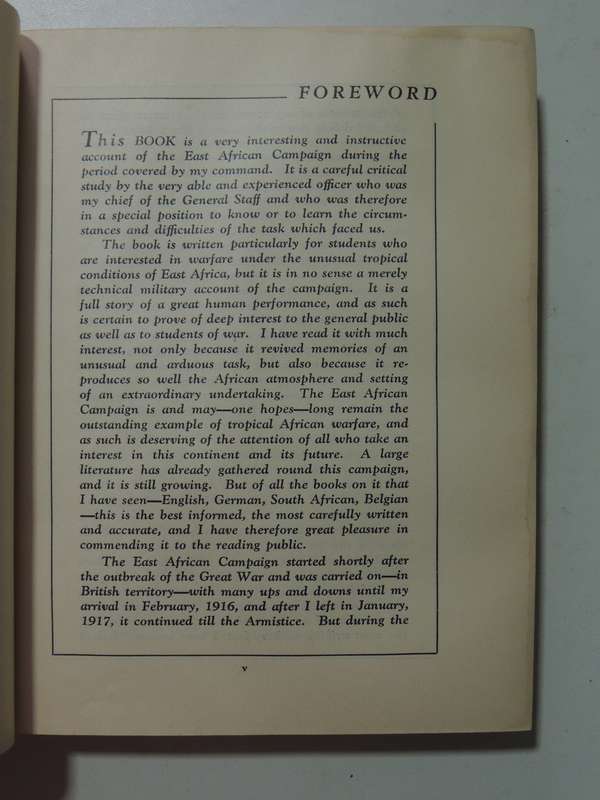 FOREWORD
This BOOK is a very interesting and instructive
account of the East African Campaign during the
period covered by my command. It is a careful critical
study by the very able and experienced officer who was
my chief of the General Staff and who was therefore
in a special position to know or to learn the circum-
stances and difficulties of the task which faced us.
The book is written particularly for students who
are interested in warfare under the unusual tropical
conditions of East Africa, but it is in no sense a merely
technical military account of the campaign. It is a
full story of a great human performance, and as such
is certain to prove of deep interest to the general public
as well as to students of war. I have read it with much
interest, not only because it revived memories of an
unusual and arduous task, but also because it re-
produces so well the African atmosphere and setting
of an extraordinary undertaking. The East African
Campaign is and may—one hopes—long remain the
outstanding example of tropical African warfare, and
as such is deserving of the attention of all who take an
interest in this continent and its future. A large
literature has already gathered round this campaign,
and it is still growing. But of all the books on it that
I have seen—English, German, South African, Belgian
—this is the best informed, the most carefully written
and accurate, and I have therefore great pleasure in
commending it to the reading public.
The East African Campaign started shortly after
the outbreak of the Great War and was carried on—in
British territory—with many ups and downs until my
arrival in February, 1916, and after I left in January,
1917, it continued till the Armistice. But during the
v